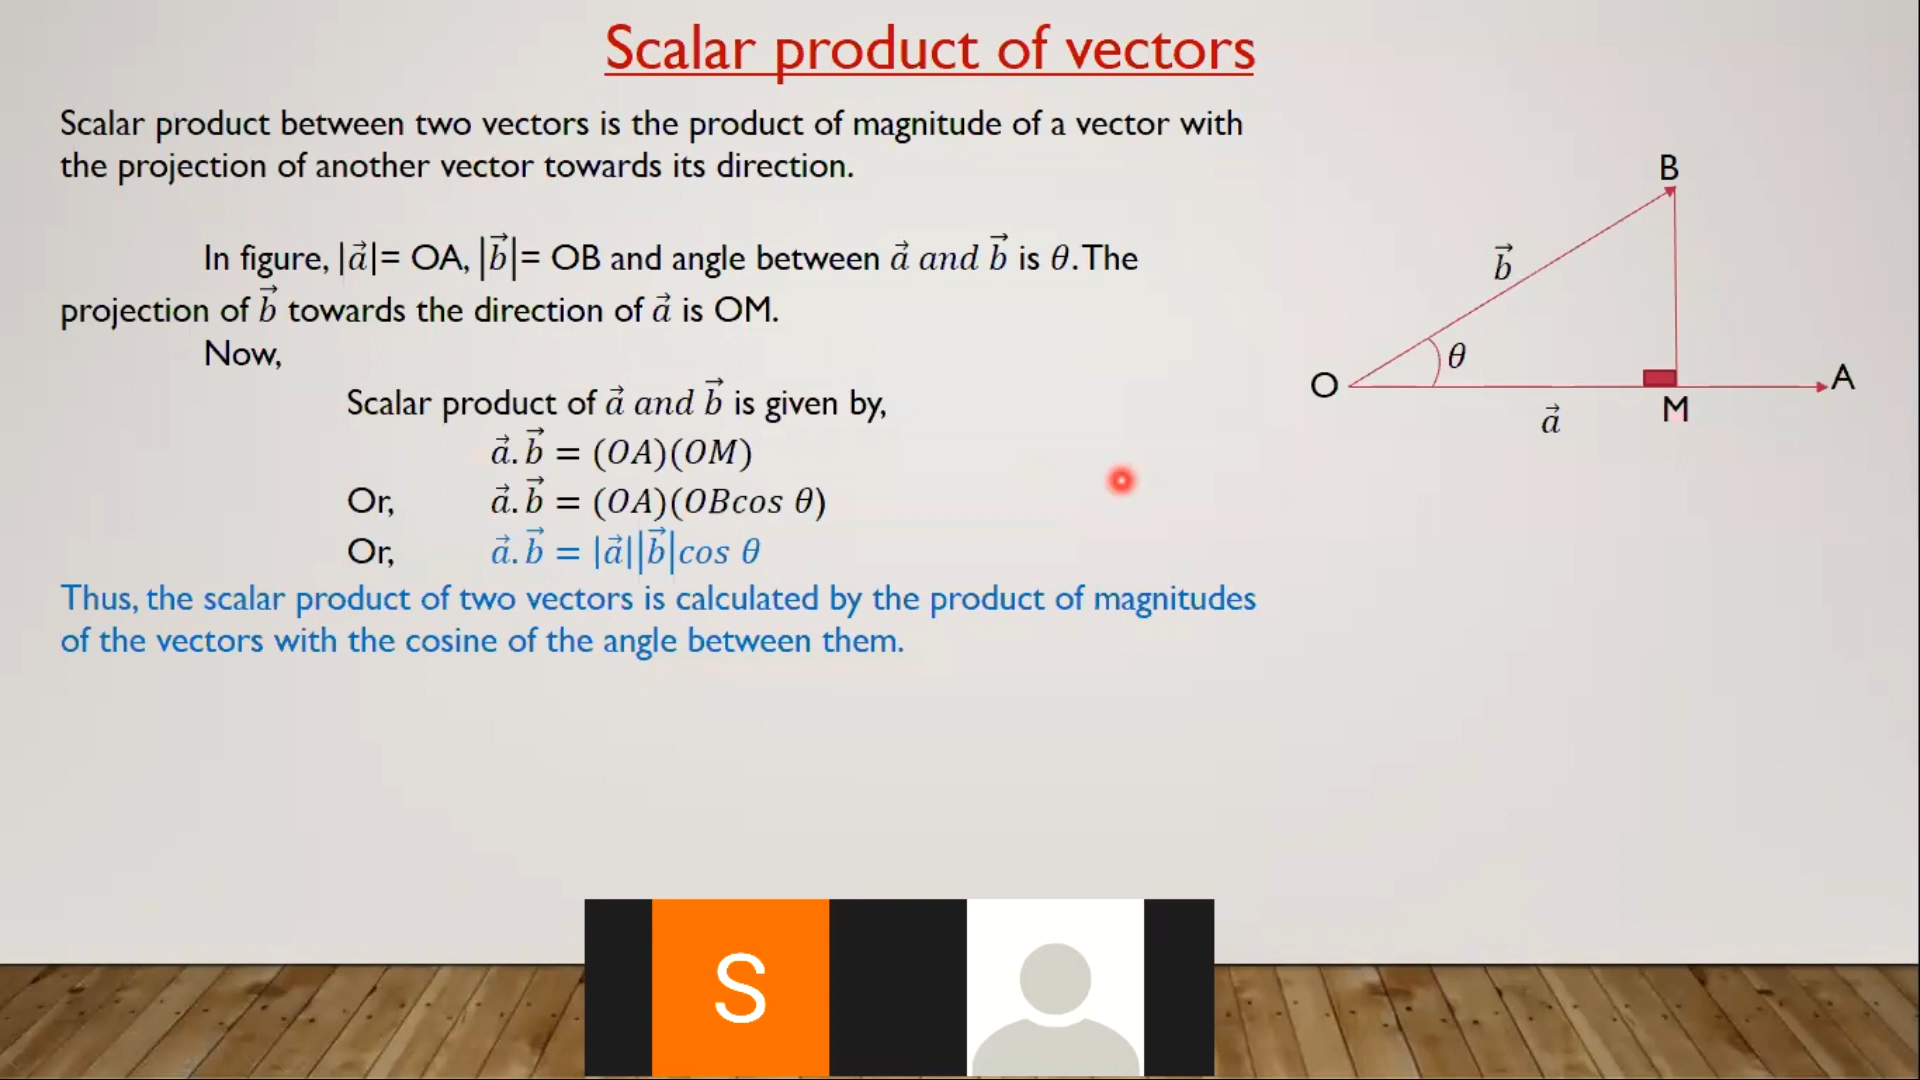 Scalar product of vectors
Scalar product between two vectors is the product of magnitude of a vector with
the projection of another vector towards its direction.
In figure, |a⃗|= OA, |b⃗|= OB and angle between a⃗ and b⃗ is θ. The
projection of b⃗ towards the direction of a⃗ is OM.
Now,
Scalar product of a⃗ and b⃗ is given by,
a⃗. b⃗ = (OA)(OM)
Or, a⃗. b⃗ = (OA)(OBcos θ)
Or, a⃗. b⃗ = |a⃗||b⃗|cos θ
Thus, the scalar product of two vectors is calculated by the product of magnitudes
of the vectors with the cosine of the angle between them.
B
b⃗
θ
O
A
a⃗
M
S